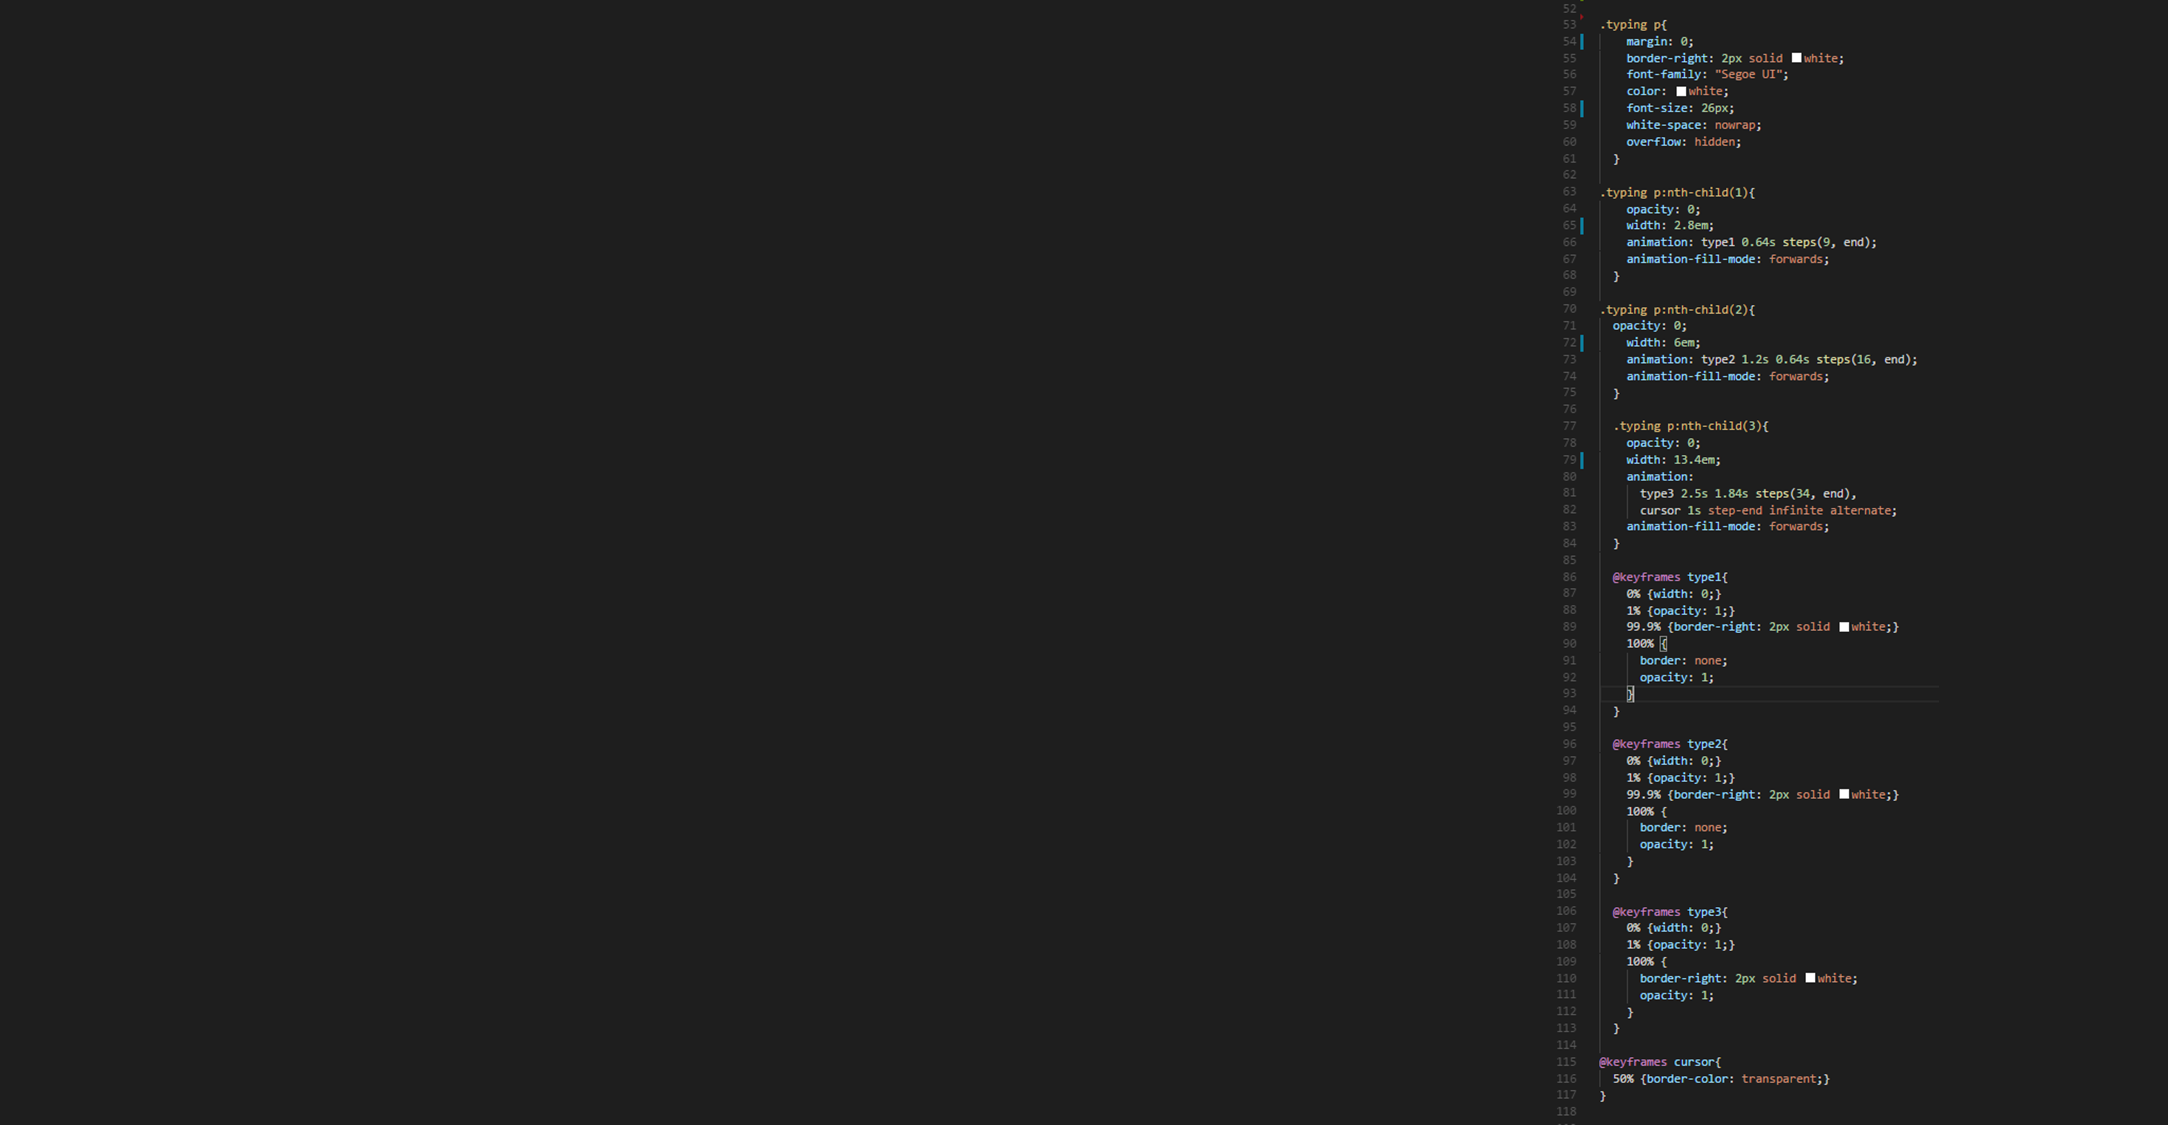 52
53 .typing p{
54 margin: 0;
55 border-right: 2px solid white;
56 font-family: "Segoe UI";
57 color: white;
58 font-size: 26px;
59 white-space: nowrap;
60 overflow: hidden;
61 }
62
63 .typing p:nth-child(1){
64 opacity: 0;
65 width: 2.8em;
66 animation: type1 0.64s steps(9, end);
67 animation-fill-mode: forwards;
68 }
69
70 .typing p:nth-child(2){
71 opacity: 0;
72 width: 6em;
73 animation: type2 1.2s 0.64s steps(16, end);
74 animation-fill-mode: forwards;
75 }
76
77 .typing p:nth-child(3){
78 opacity: 0;
79 width: 13.4em;
80 animation:
81 type3 2.5s 1.84s steps(34, end),
82 cursor 1s step-end infinite alternate;
83 animation-fill-mode: forwards;
84 }
85
86 @keyframes type1{
87 0% {width: 0;}
88 1% {opacity: 1;}
89 99.9% {border-right: 2px solid white;}
90 100% {
91 border: none;
92 opacity: 1;
93 }
94 }
95
96 @keyframes type2{
97 0% {width: 0;}
98 1% {opacity: 1;}
99 99.9% {border-right: 2px solid white;}
100 100% {
101 border: none;
102 opacity: 1;
103 }
104 }
105
106 @keyframes type3{
107 0% {width: 0;}
108 1% {opacity: 1;}
109 100% {
110 border-right: 2px solid white;
111 opacity: 1;
112 }
113 }
114
115 @keyframes cursor{
116 50% {border-color: transparent;}
117 }
118